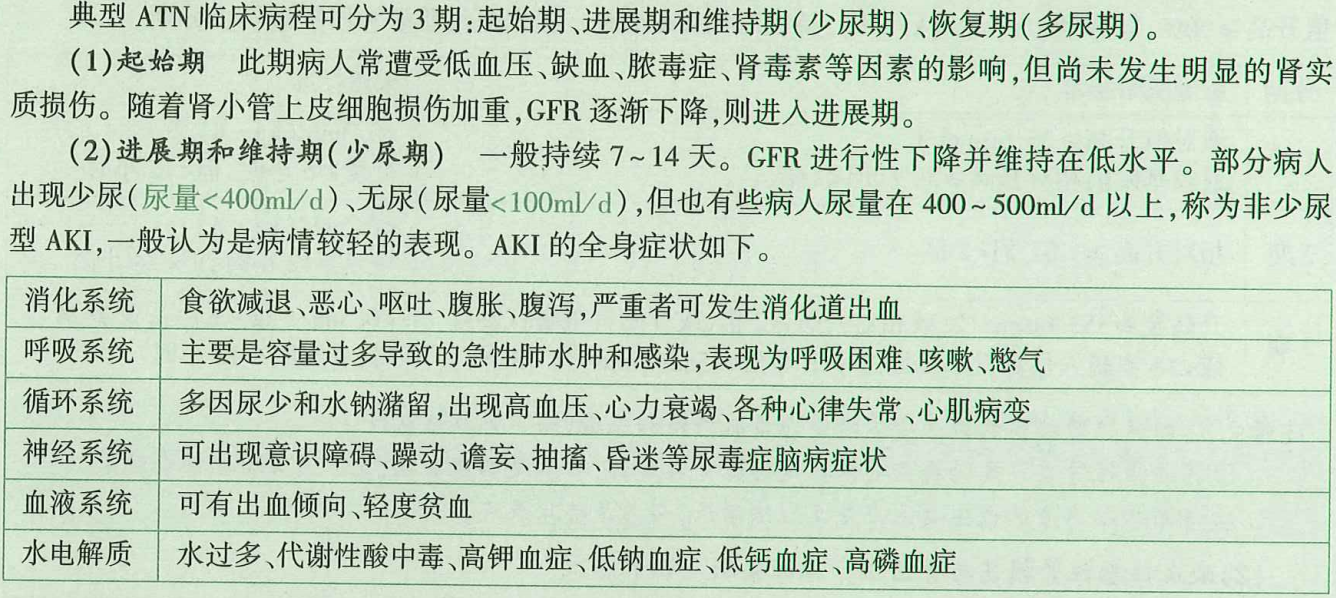 典型 ATN 临床病程可分为 3 期:起始期、进展期和维持期(少尿期)、恢复期(多尿期)。
(1)起始期 此期病人常遭受低血压、缺血、脓毒症、肾毒素等因素的影响,但尚未发生明显的肾实
质损伤。随着肾小管上皮细胞损伤加重,GFR 逐渐下降,则进入进展期。
(2)进展期和维持期(少尿期) 一般持续 7~14 天。GFR 进行性下降并维持在低水平。部分病人
出现少尿(尿量<400ml/d)、无尿(尿量<100ml/d),但也有些病人尿量在 400~500ml/d 以上,称为非少尿
型 AKI,一般认为是病情较轻的表现。AKI 的全身症状如下。
消化系统 食欲减退、恶心、呕吐、腹胀、腹泻,严重者可发生消化道出血
呼吸系统 主要是容量过多导致的急性肺水肿和感染,表现为呼吸困难、咳嗽、憋气
循环系统 多因尿少和水钠潴留,出现高血压、心力衰竭、各种心律失常、心肌病变
神经系统 可出现意识障碍、躁动、谵妄、抽搐、昏迷等尿毒症脑病症状
血液系统 可有出血倾向、轻度贫血
水电解质 水过多、代谢性酸中毒、高钾血症、低钠血症、低钙血症、高磷血症